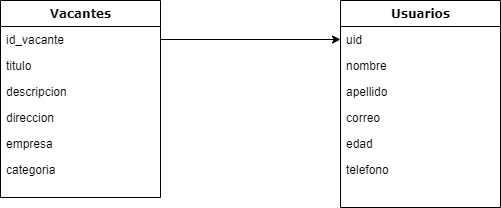 Vacantes
id_vacante
titulo
descripcion
direccion
empresa
categoria
Usuarios
uid
nombre
apellido
correo
edad
telefono